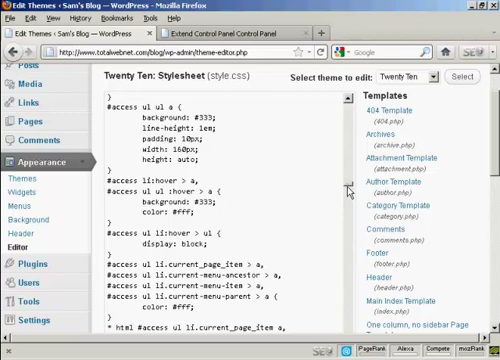 Edit Themes ‹ Sam's Blog — WordPress - Mozilla Firefox
File Edit View History Bookmarks Tools Help
Edit Themes ‹ Sam's Blog — WordPress
Extend Control Panel Control Panel
http://www.totalwebnet.com/blog/wp-admin/theme-editor.php
Google
Posts
Media
Links
Pages
Comments
Appearance
Themes
Widgets
Menus
Background
Header
Editor
Plugins
Users
Tools
Settings
Twenty Ten: Stylesheet (style.css)
Select theme to edit: Twenty Ten Select
}
#access ul ul a {
background: #333;
line-height: 1em;
padding: 10px;
width: 160px;
height: auto;
}
#access li:hover > a,
#access ul ul :hover > a {
background: #333;
color: #fff;
}
#access ul li:hover > ul {
display: block;
}
#access ul li.current_page_item > a,
#access ul li.current-menu-ancestor > a,
#access ul li.current-menu-item > a,
#access ul li.current-menu-parent > a {
color: #fff;
}
* html #access ul li.current_page_item a,
Templates
404 Template
(404.php)
Archives
(archive.php)
Attachment Template
(attachment.php)
Author Template
(author.php)
Category Template
(category.php)
Comments
(comments.php)
Footer
(footer.php)
Header
(header.php)
Main Index Template
(index.php)
One column, no sidebar Page
Done
PageRank
Alexa
Compete
mozRank